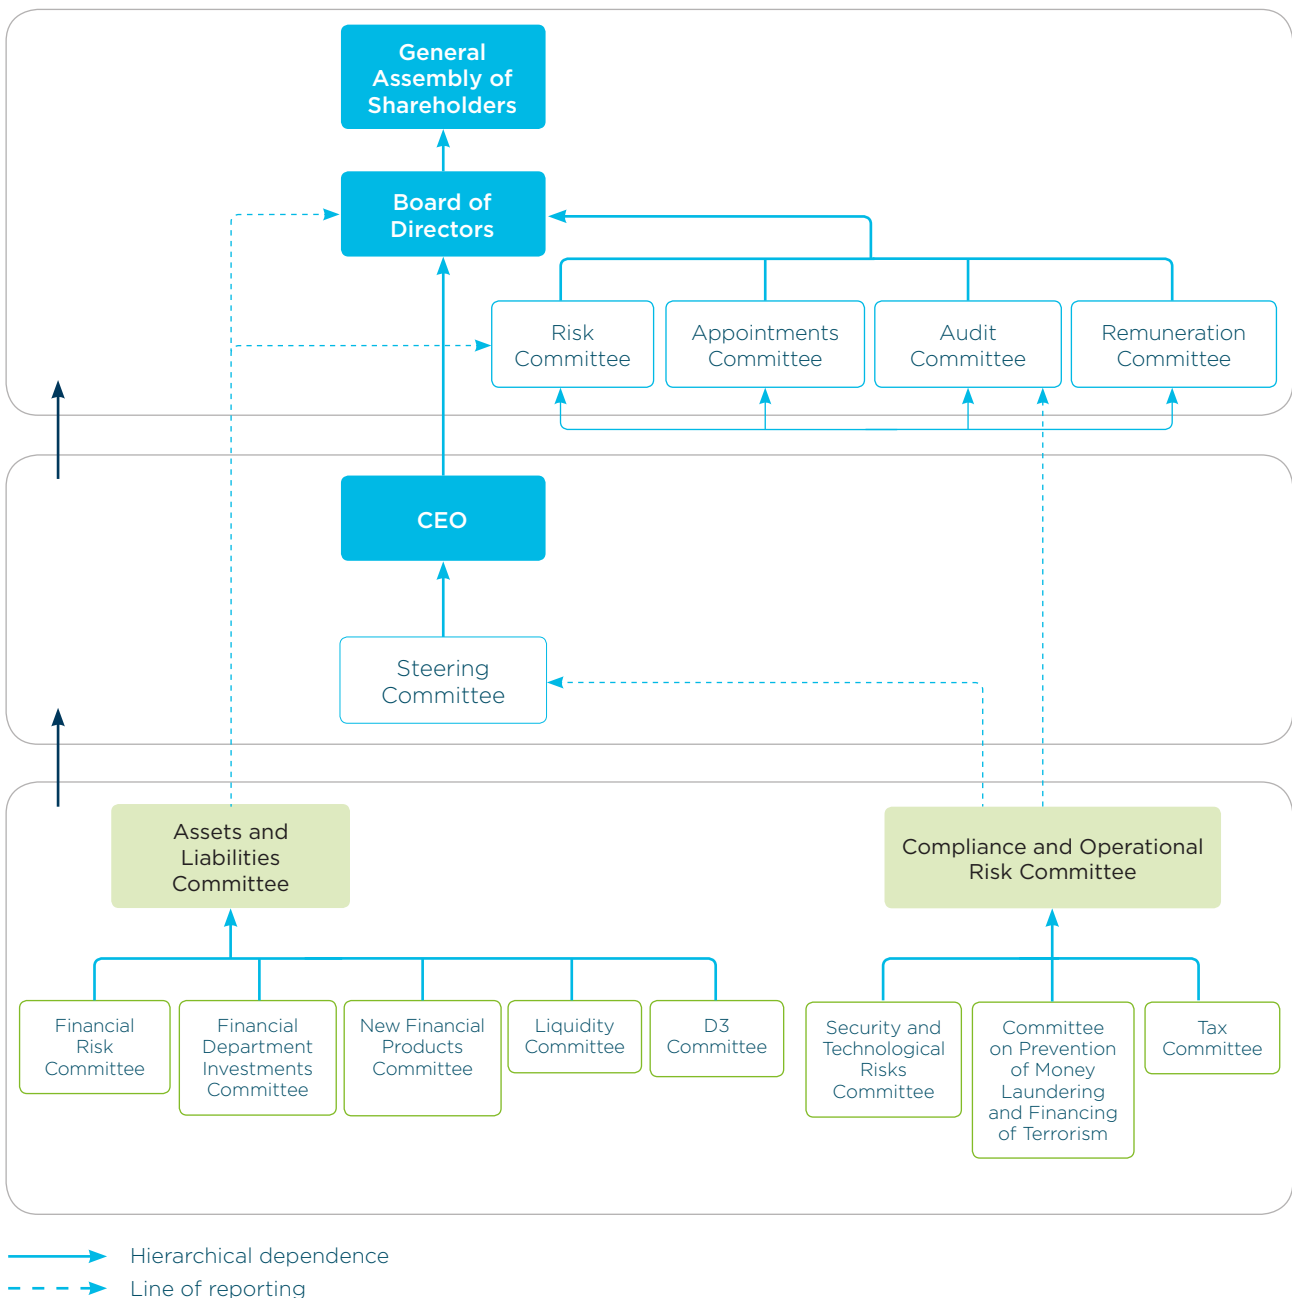 General
Assembly of
Shareholders
Board of
Directors
Risk
Committee
Appointments
Committee
Audit
Committee
Remuneration
Committee
CEO
Steering
Committee
Assets and
Liabilities
Committee
Compliance and Operational
Risk Committee
Financial
Risk
Committee
Financial
Department
Investments
Committee
New Financial
Products
Committee
Liquidity
Committee
D3
Committee
Security and
Technological
Risks
Committee
Committee
on Prevention
of Money
Laundering
and Financing
of Terrorism
Tax
Committee
Hierarchical dependence
Line of reporting